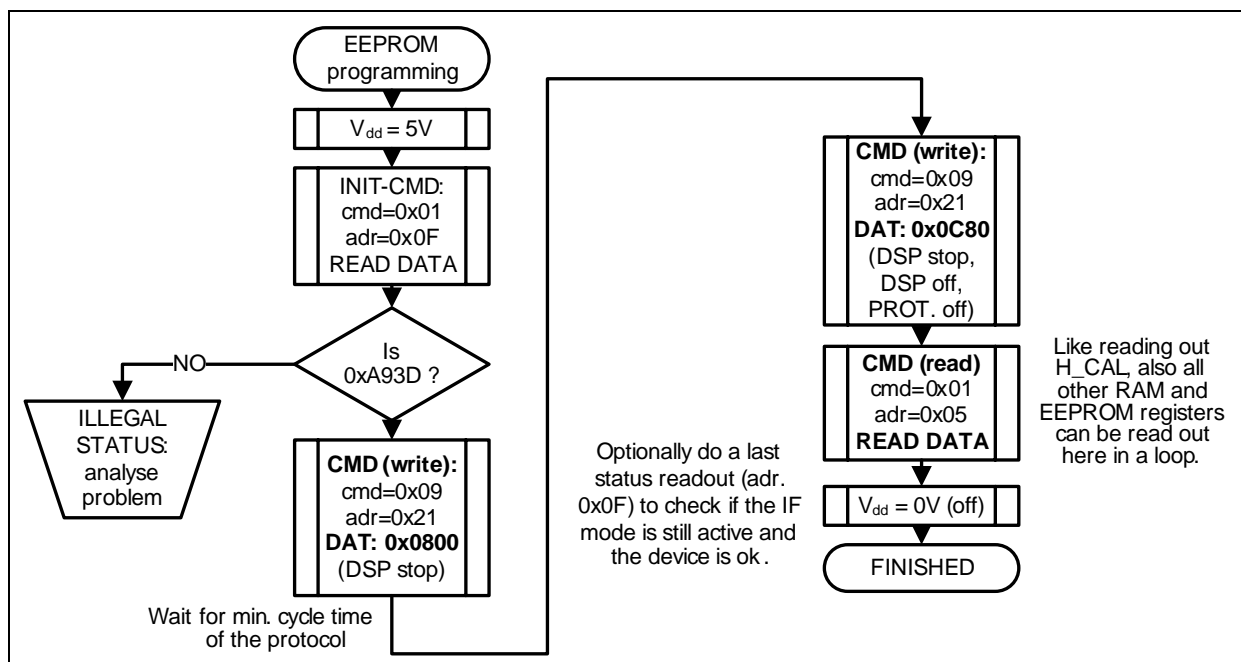 EEPROM
programming
Vdd = 5V
INIT-CMD:
cmd=0x01
adr=0x0F
READ DATA
Is
0xA93D ?
NO
ILLEGAL
STATUS:
analyse
problem
CMD (write):
cmd=0x09
adr=0x21
DAT: 0x0800
(DSP stop)
Wait for min. cycle time
of the protocol
CMD (write):
cmd=0x09
adr=0x21
DAT: 0x0C80
(DSP stop,
DSP off,
PROT. off)
CMD (read)
cmd=0x01
adr=0x05
READ DATA
Like reading out
H_CAL, also all
other RAM and
EEPROM registers
can be read out
here in a loop.
Optionally do a last
status readout (adr.
0x0F) to check if the IF
mode is still active and
the device is ok .
Vdd = 0V (off)
FINISHED